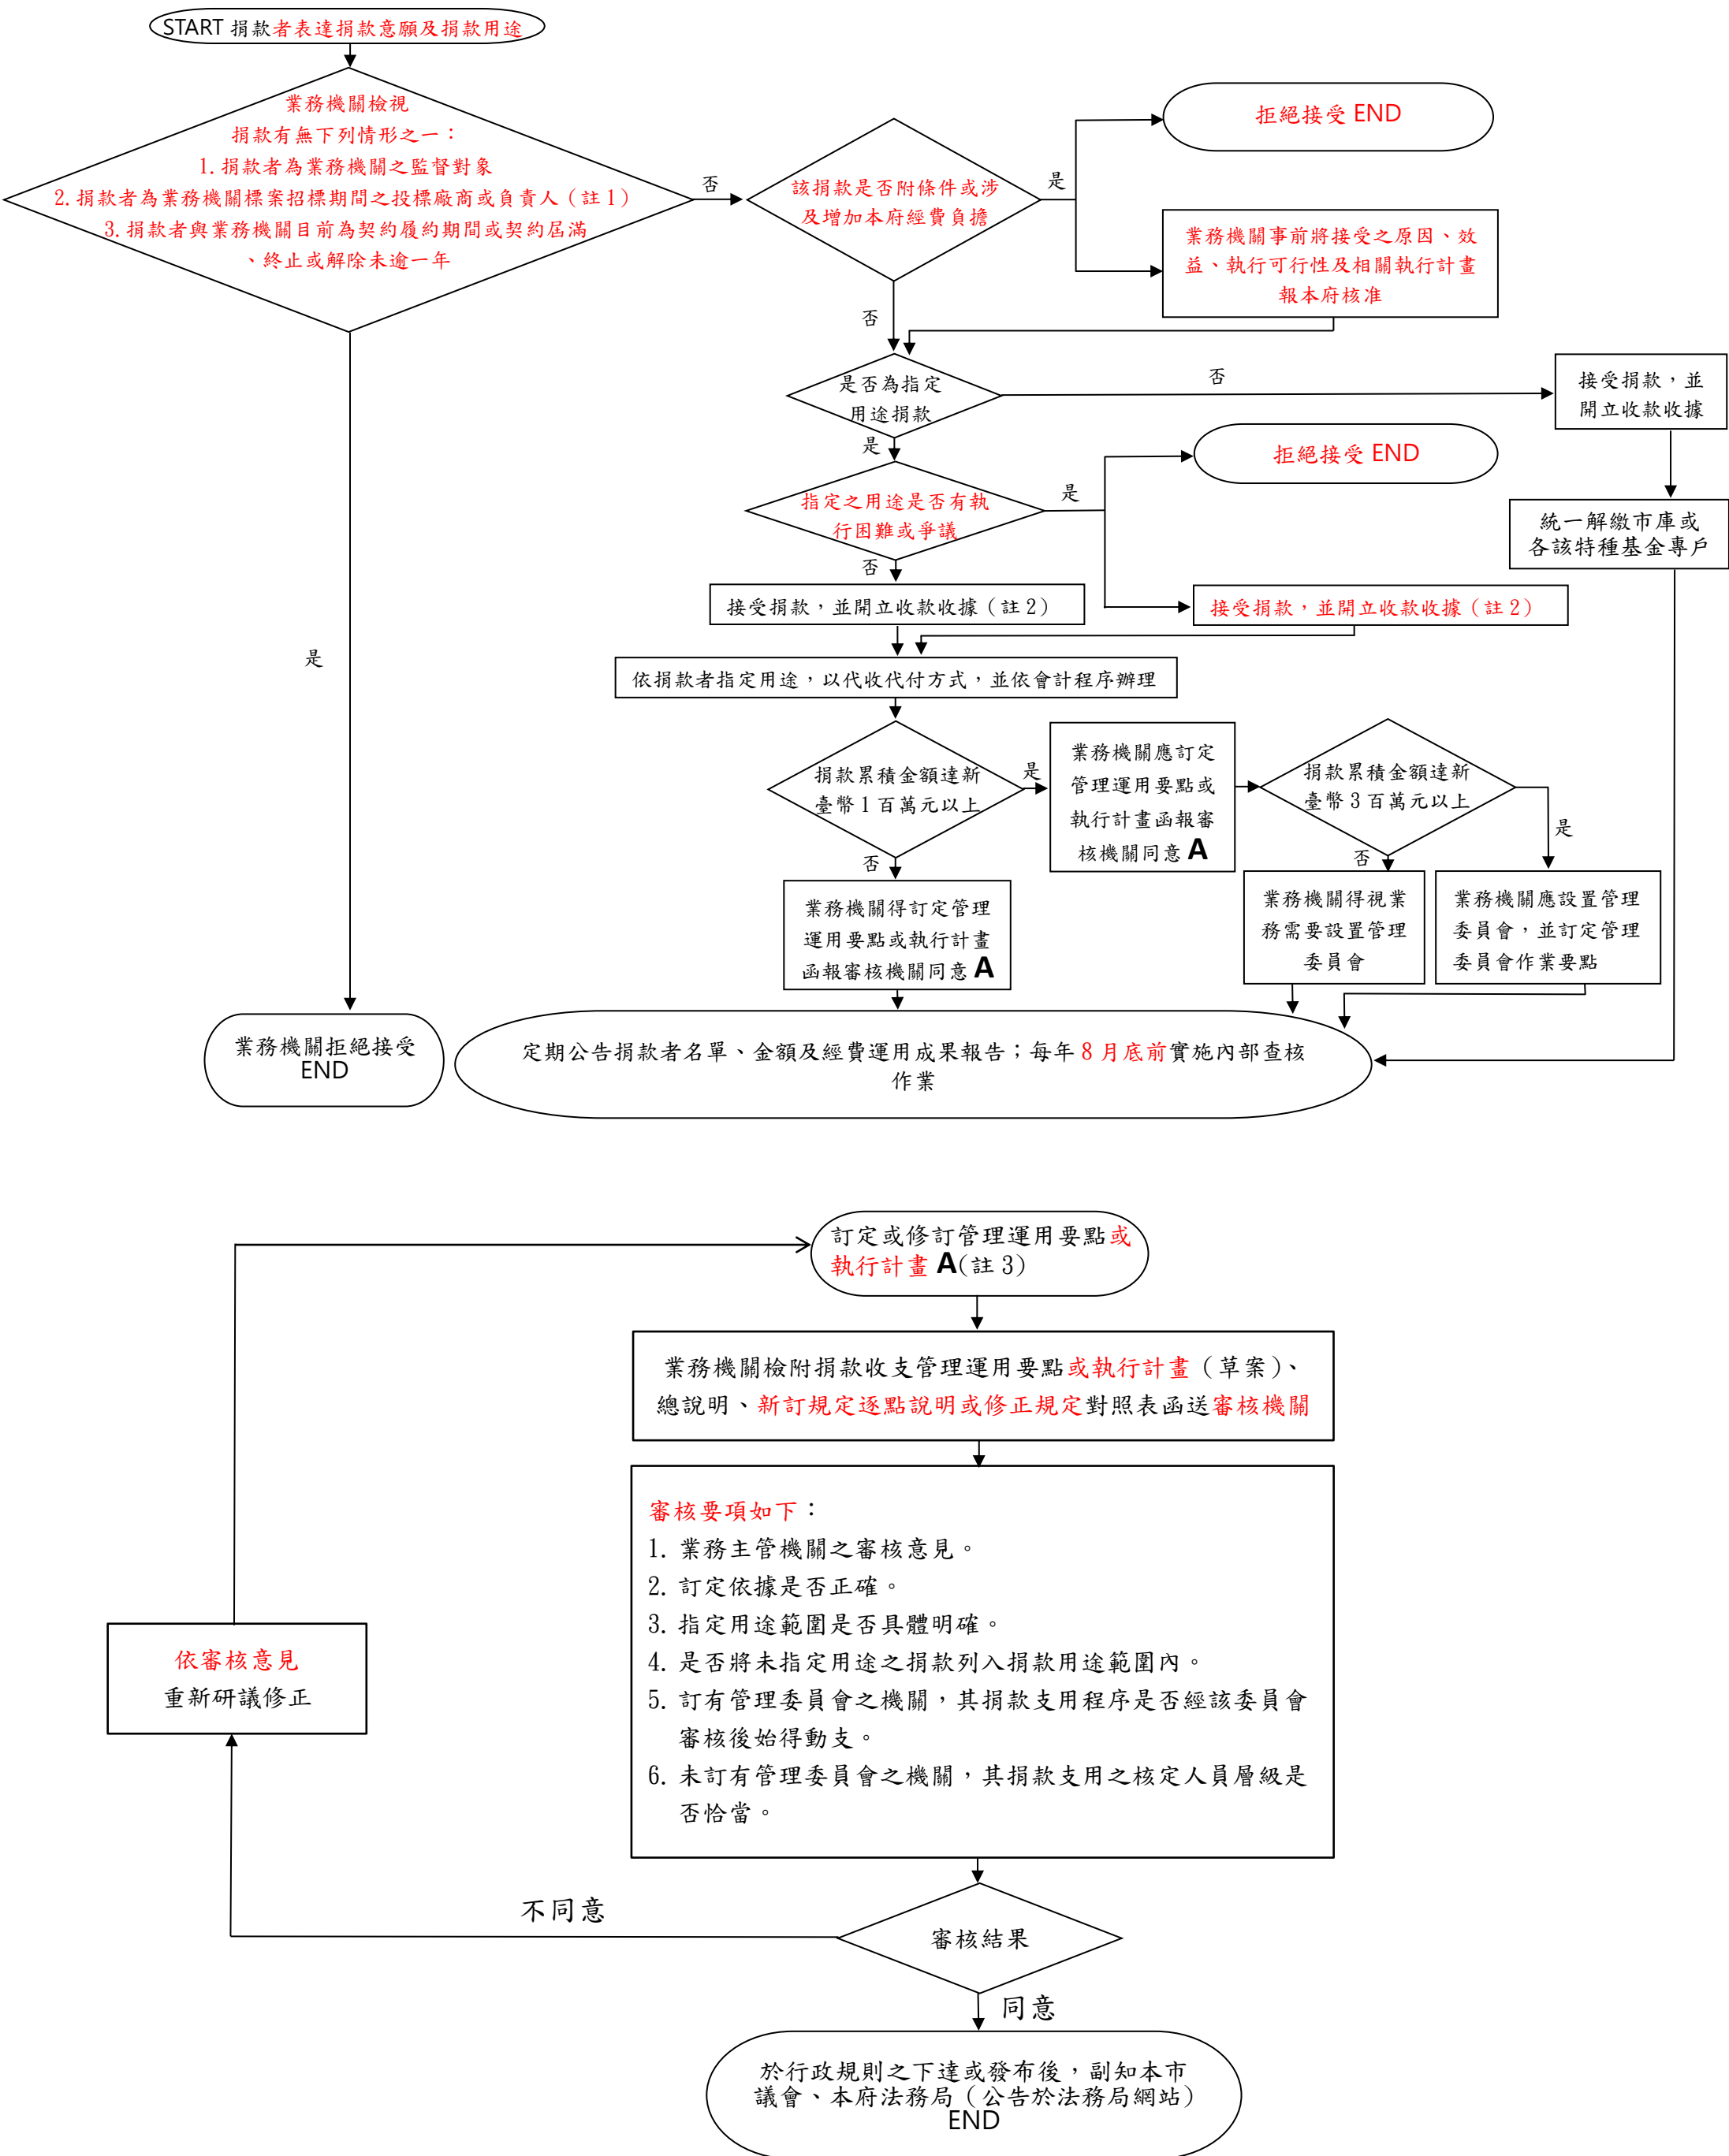 START 捐款者表達捐款意願及捐款用途
業務機關檢視
捐款有無下列情形之一：
1. 捐款者為業務機關之監督對象
2. 捐款者為業務機關標案招標期間之投標廠商或負責人（註 1）
3. 捐款者與業務機關目前為契約履約期間或契約屆滿
、終止或解除未逾一年
否
該捐款是否附條件或涉
及增加本府經費負擔
是
拒絕接受 END
業務機關事前將接受之原因、效
益、執行可行性及相關執行計畫
報本府核准
否
是否為指定
用途捐款
否
接受捐款，並
開立收款收據
是
指定之用途是否有執
行困難或爭議
是
拒絕接受 END
統一解繳市庫或
各該特種基金專戶
否
接受捐款，並開立收款收據（註 2）
接受捐款，並開立收款收據（註 2）
是
依捐款者指定用途，以代收代付方式，並依會計程序辦理
捐款累積金額達新
臺幣 1 百萬元以上
是
業務機關應訂定
管理運用要點或
執行計畫函報審
核機關同意 A
捐款累積金額達新
臺幣 3 百萬元以上
是
否
否
業務機關得訂定管理
運用要點或執行計畫
函報審核機關同意 A
業務機關得視業
務需要設置管理
委員會
業務機關應設置管理
委員會，並訂定管理
委員會作業要點
業務機關拒絕接受
END
定期公告捐款者名單、金額及經費運用成果報告；每年 8 月底前實施內部查核
作業
訂定或修訂管理運用要點或
執行計畫 A(註 3)
業務機關檢附捐款收支管理運用要點或執行計畫（草案）、
總說明、新訂規定逐點說明或修正規定對照表函送審核機關
審核要項如下：
1. 業務主管機關之審核意見。
2. 訂定依據是否正確。
3. 指定用途範圍是否具體明確。
4. 是否將未指定用途之捐款列入捐款用途範圍內。
5. 訂有管理委員會之機關，其捐款支用程序是否經該委員會
審核後始得動支。
6. 未訂有管理委員會之機關，其捐款支用之核定人員層級是
否恰當。
依審核意見
重新研議修正
不同意
審核結果
同意
於行政規則之下達或發布後，副知本市
議會、本府法務局（公告於法務局網站）
END